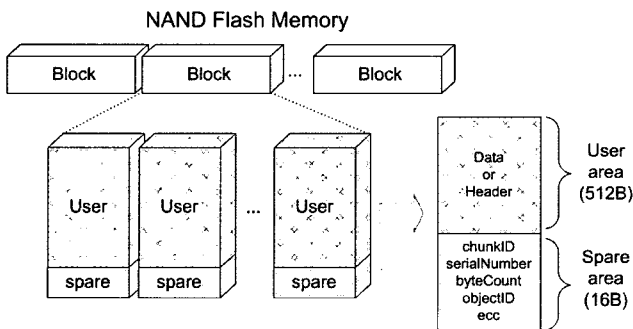 NAND Flash Memory
Block
Block
...
Block
User
User
...
User
spare
spare
spare
Data
or
Header
User
area
(512B)
chunkID
serialNumber
byteCount
objectID
ecc
Spare
area
(16B)